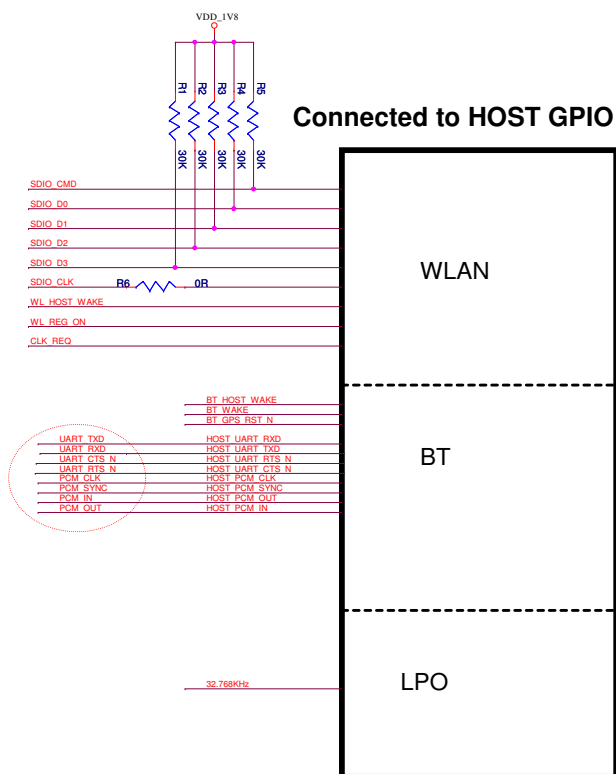 VDD_1V8
R1 R2 R3 R4 R5
Connected to HOST GPIO
30K 30K 30K 30K 30K
SDIO_CMD
SDIO_D0
SDIO_D1
SDIO_D2
SDIO_D3
SDIO_CLK R6 0R
WL_HOST_WAKE
WL_REG_ON
CLK_REQ
WLAN
BT_HOST_WAKE
BT_WAKE
BT_GPS_RST_N
UART_TXD HOST_UART_RXD
UART_RXD HOST_UART_TXD
UART_CTS_N HOST_UART_RTS_N
UART_RTS_N HOST_UART_CTS_N
PCM_CLK HOST_PCM_CLK
PCM_SYNC HOST_PCM_SYNC
PCM_IN HOST_PCM_OUT
PCM_OUT HOST_PCM_IN
BT
32.768KHz
LPO